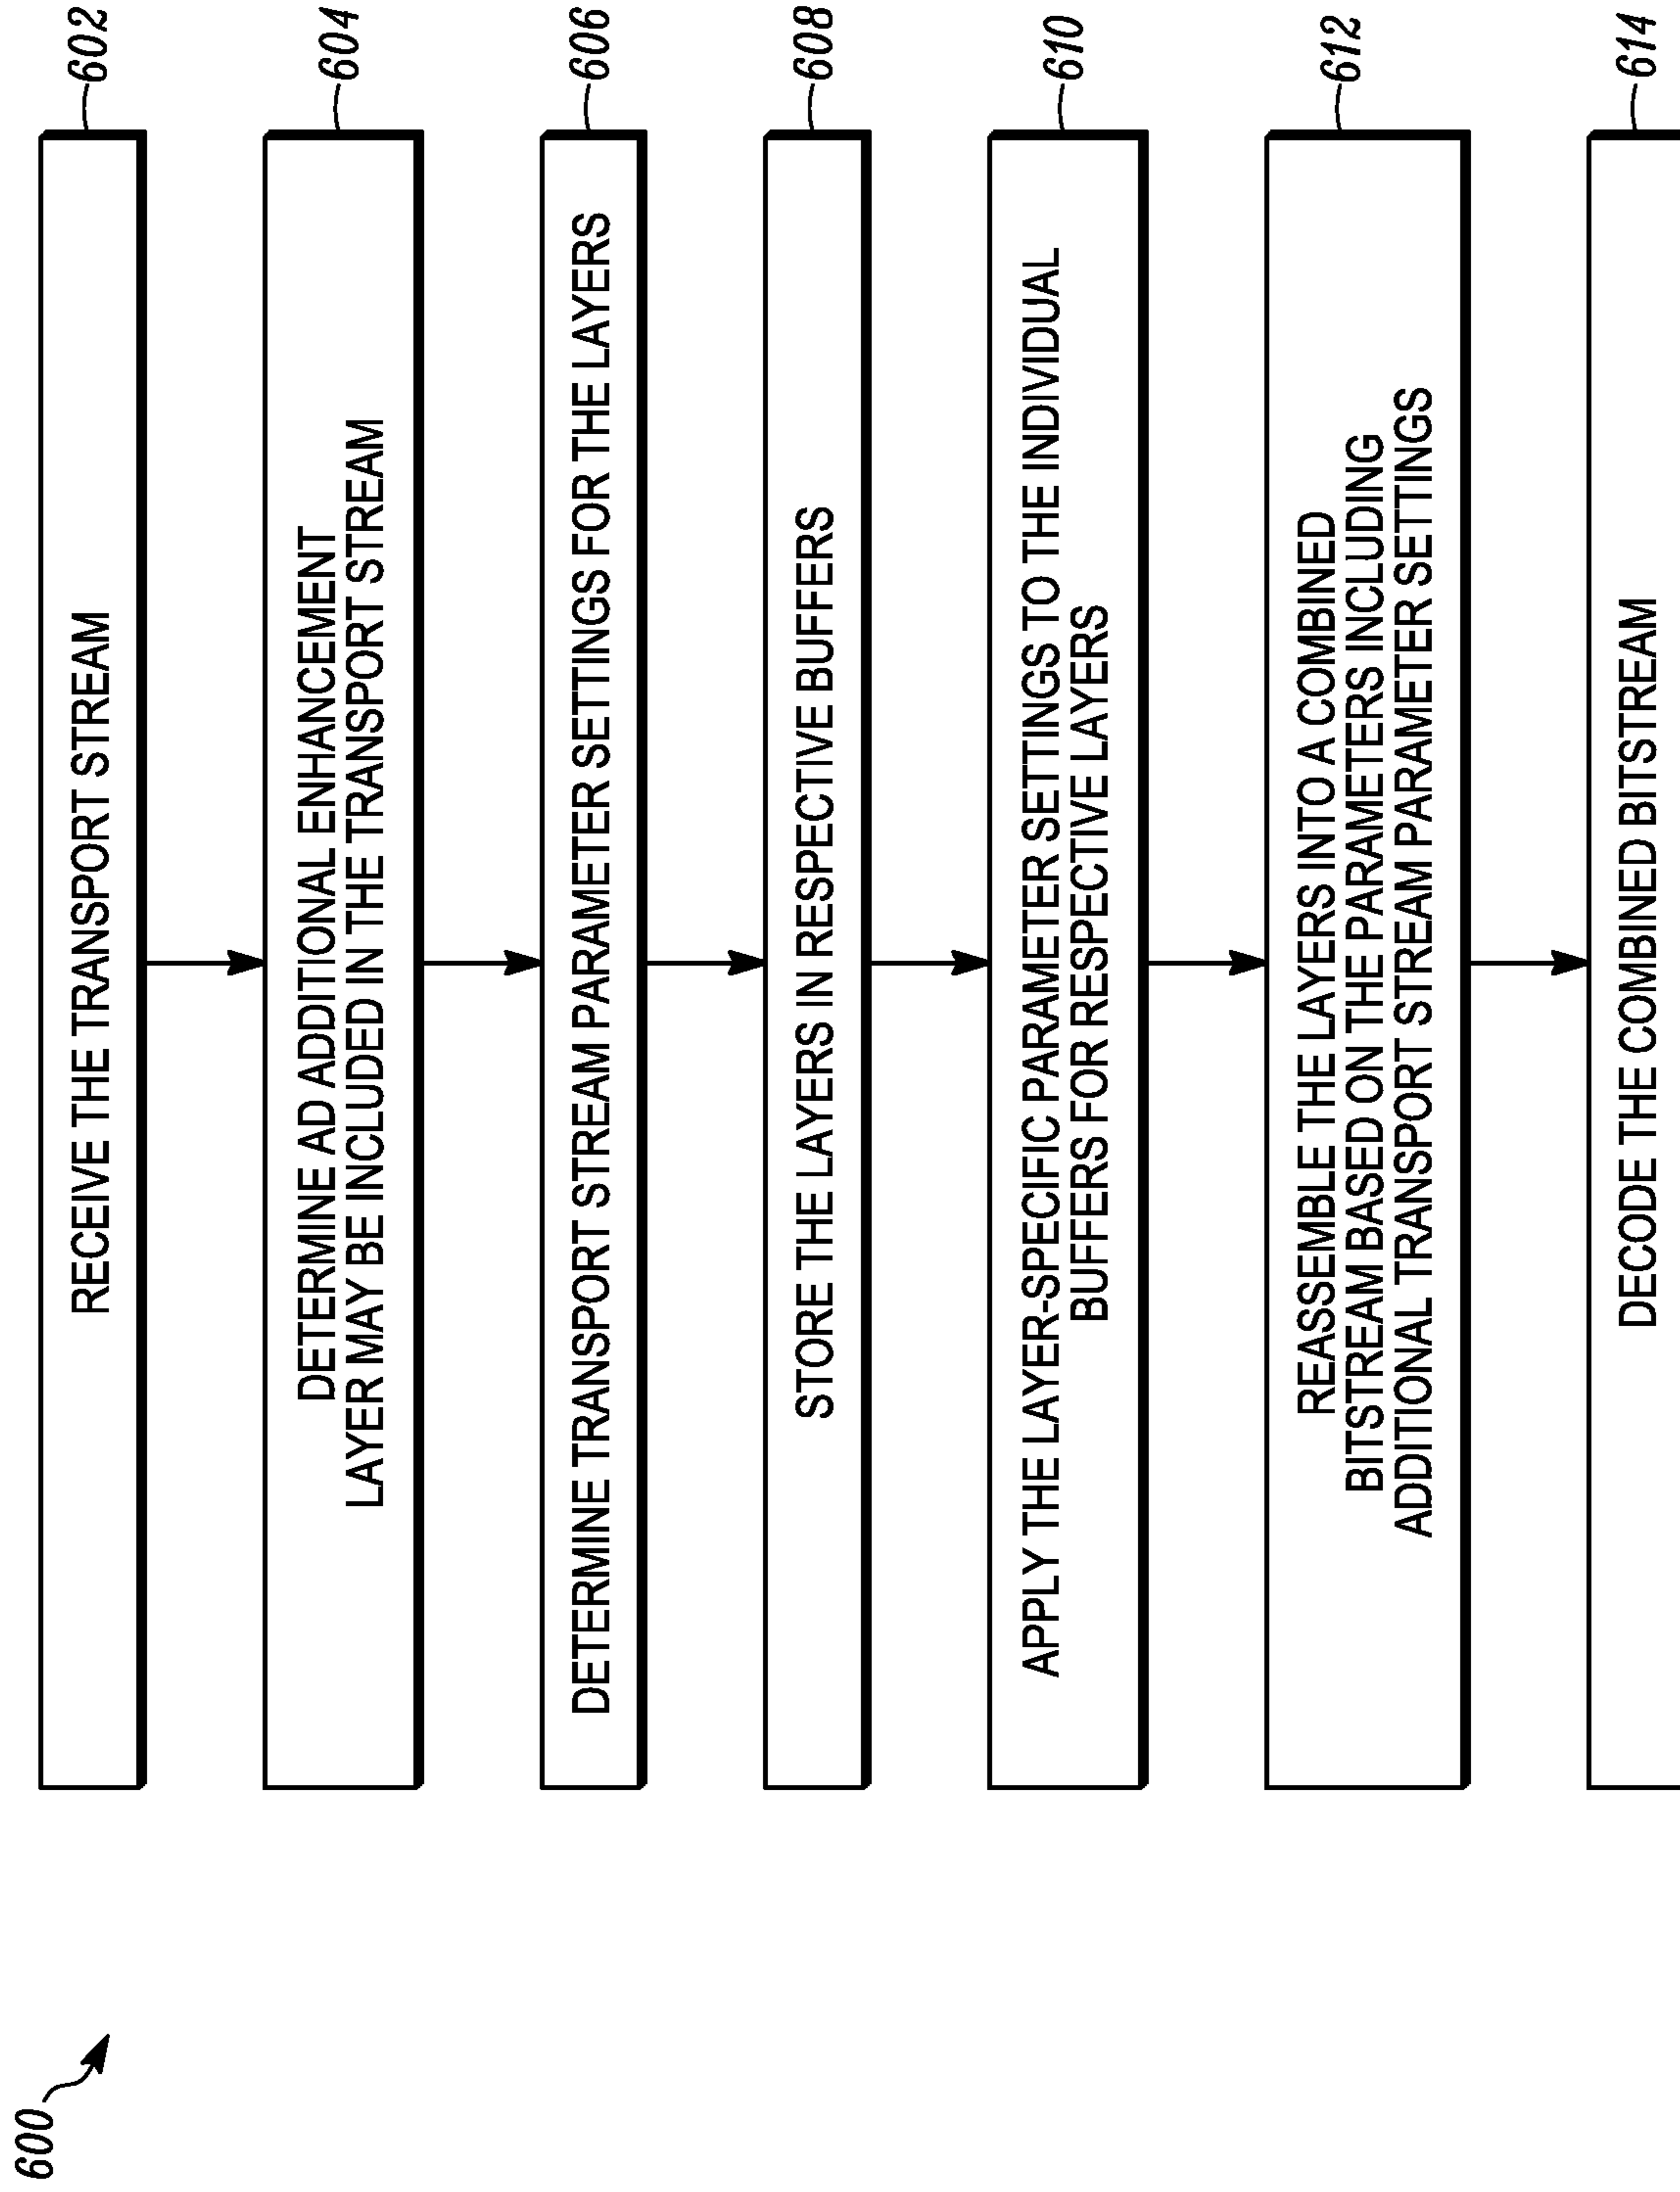 600
RECEIVE THE TRANSPORT STREAM
602
DETERMINE AD ADDITIONAL ENHANCEMENT
LAYER MAY BE INCLUDED IN THE TRANSPORT STREAM
604
DETERMINE TRANSPORT STREAM PARAMETER SETTINGS FOR THE LAYERS
606
STORE THE LAYERS IN RESPECTIVE BUFFERS
608
APPLY THE LAYER-SPECIFIC PARAMETER SETTINGS TO THE INDIVIDUAL
BUFFERS FOR RESPECTIVE LAYERS
610
REASSEMBLE THE LAYERS INTO A COMBINED
BITSTREAM BASED ON THE PARAMETERS INCLUDING
ADDITIONAL TRANSPORT STREAM PARAMETER SETTINGS
612
DECODE THE COMBINED BITSTREAM
614